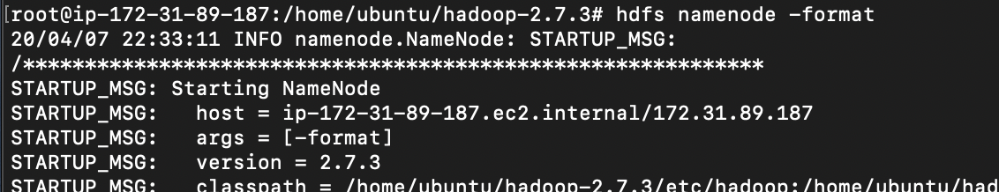 [root@ip-172-31-89-187:/home/ubuntu/hadoop-2.7.3# hdfs namenode -format
20/04/07 22:33:11 INFO namenode.NameNode: STARTUP_MSG:
/************************************************************
STARTUP_MSG: Starting NameNode
STARTUP_MSG:   host = ip-172-31-89-187.ec2.internal/172.31.89.187
STARTUP_MSG:   args = [-format]
STARTUP_MSG:   version = 2.7.3
STARTUP_MSG:   classpath = /home/ubuntu/hadoop-2.7.3/etc/hadoop:/home/ubuntu/had